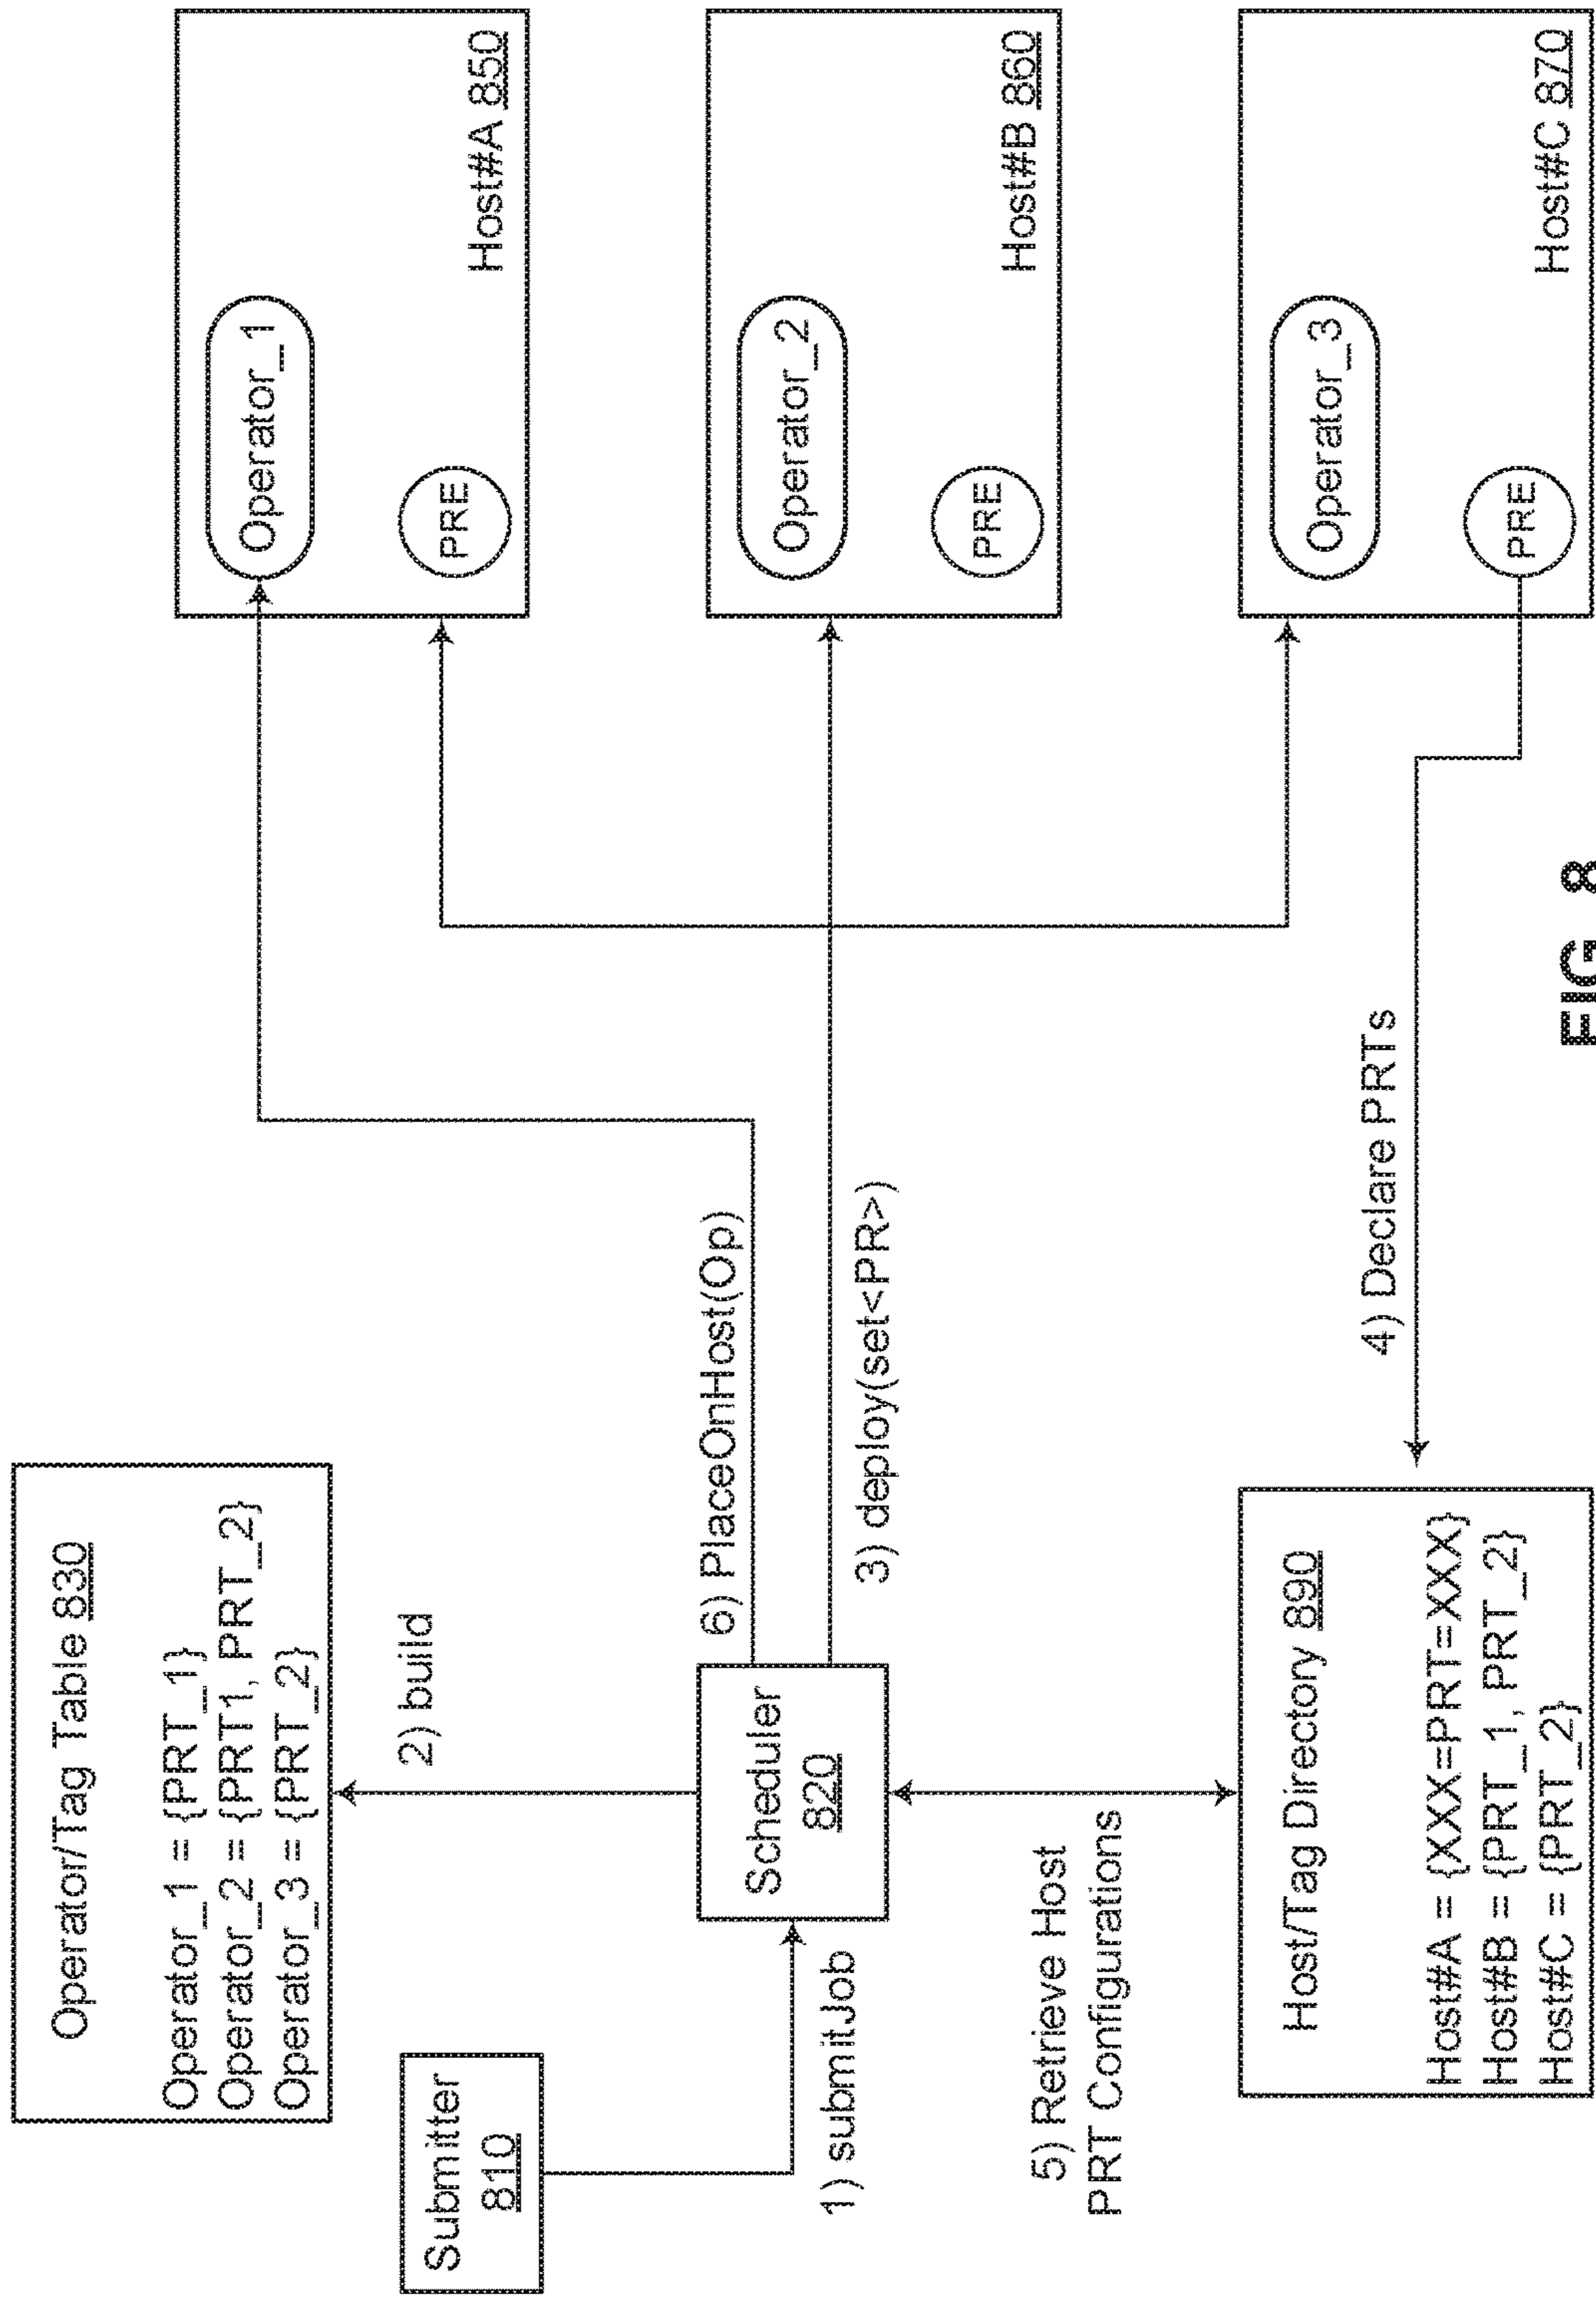 Operator/Tag Table 830
Operator_1 = {PRT_1}
Operator_2 = {PRT1, PRT_2}
Operator_3 = {PRT_2}
Submitter
810
2) build
1) submitJob
Scheduler
820
6) PlaceOnHost(Op)
3) deploy(set<PR>)
5) Retrieve Host
PRT Configurations
4) Declare PRTs
Host/Tag Directory 890
Host#A = {XXX=PRT=XXX}
Host#B = {PRT_1, PRT_2}
Host#C = {PRT_2}
Operator_1
PRE
Host#A 850
Operator_2
PRE
Host#B 860
Operator_3
PRE
Host#C 870
FIG. 8